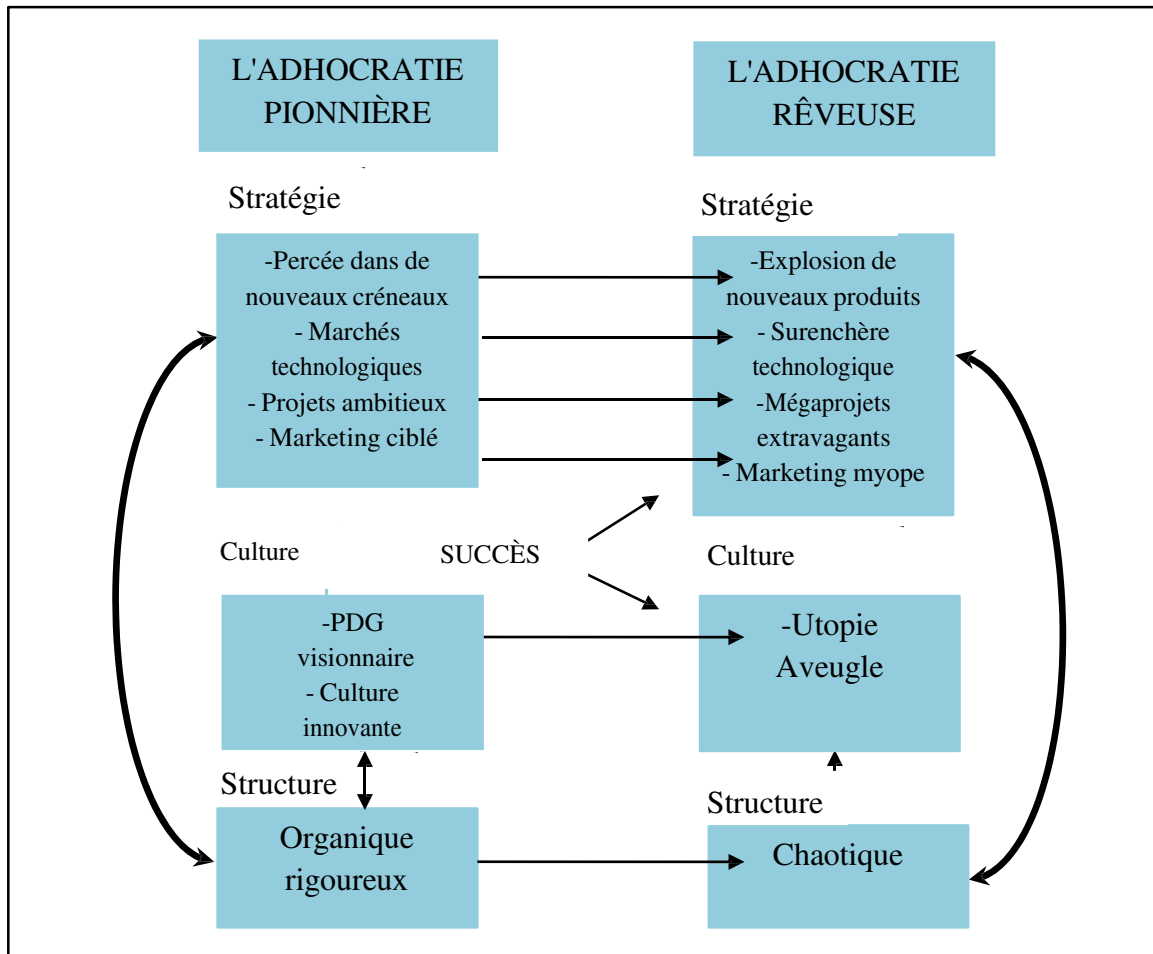 L'ADHOCRATIE
PIONNIÈRE
L'ADHOCRATIE
RÊVEUSE
Stratégie
-Percée dans de
nouveaux créneaux
- Marchés
technologiques
- Projets ambitieux
- Marketing ciblé
Stratégie
-Explosion de
nouveaux produits
- Surenchère
technologique
-Mégaprojets
extravagants
- Marketing myope
Culture
SUCCÈS
Culture
-PDG
visionnaire
- Culture
innovante
-Utopie
Aveugle
Structure
Organique
rigoureux
Structure
Chaotique